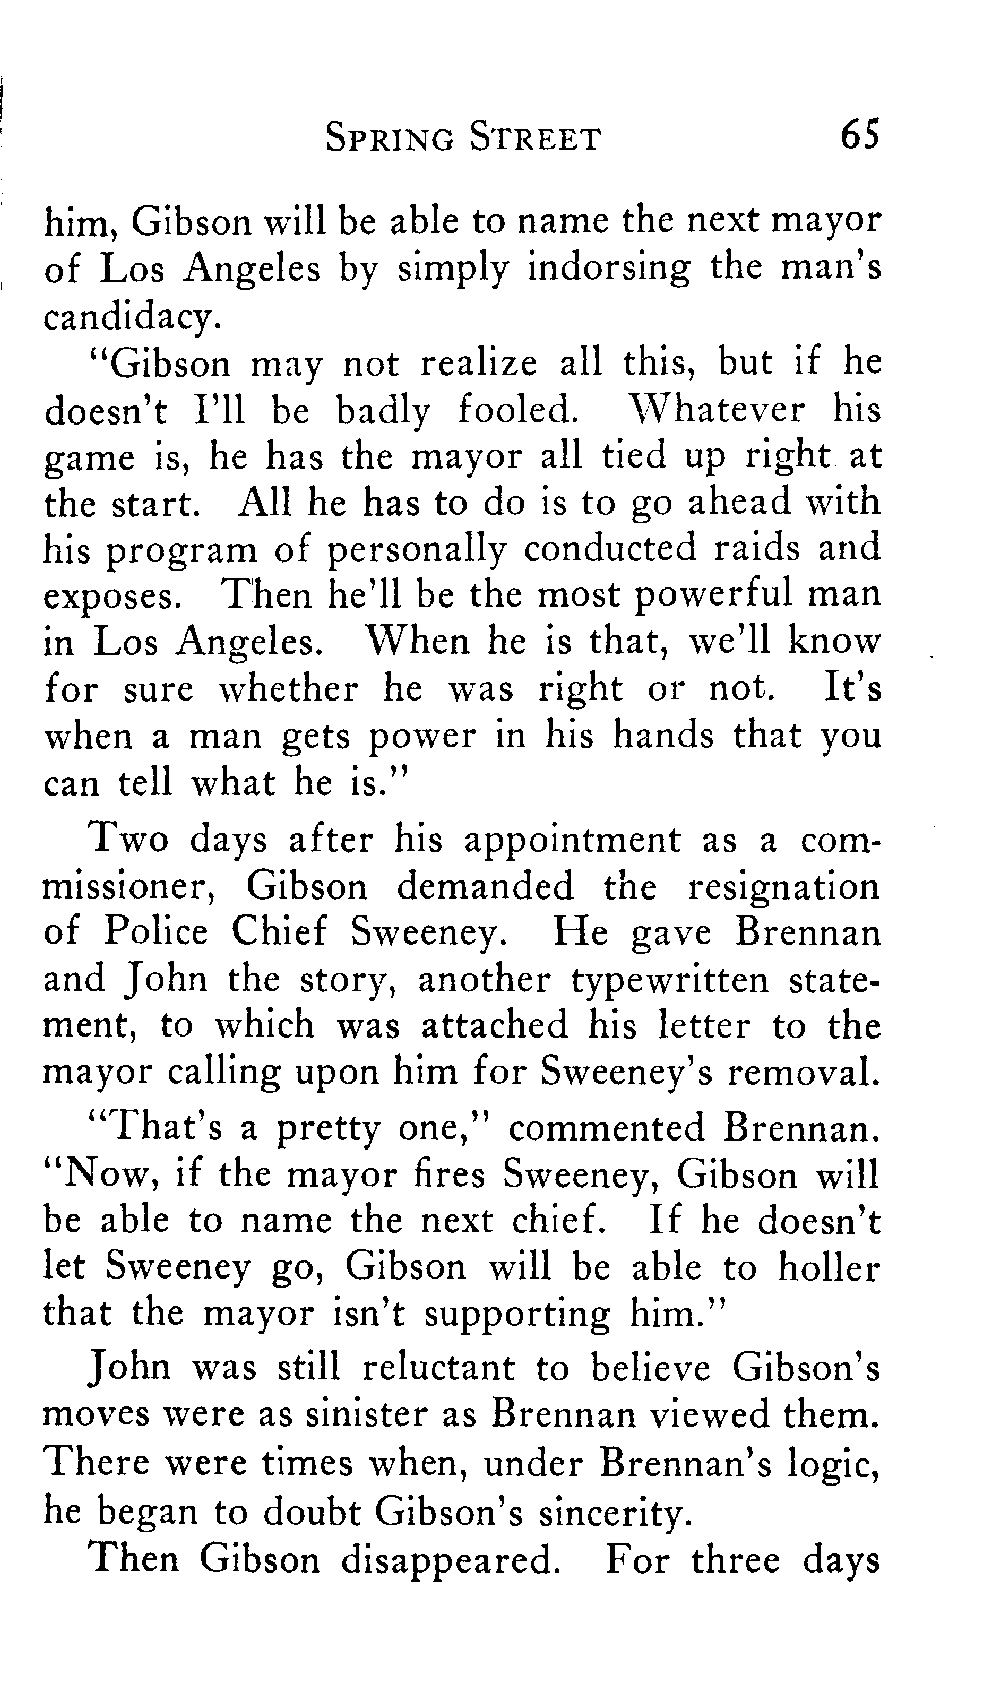 SPRING STREET 65
him, Gibson will be able to name the next mayor
of Los Angeles by simply indorsing the man's
candidacy.
"Gibson may not realize all this, but if he
doesn't I'll be badly fooled. Whatever his
game is, he has the mayor all tied up right at
the start. All he has to do is to go ahead with
his program of personally conducted raids and
exposes. Then he'll be the most powerful man
in Los Angeles. When he is that, we'll know
for sure whether he was right or not. It's
when a man gets power in his hands that you
can tell what he is."
Two days after his appointment as a com-
missioner, Gibson demanded the resignation
of Police Chief Sweeney. He gave Brennan
and John the story, another typewritten state-
ment, to which was attached his letter to the
mayor calling upon him for Sweeney's removal.
"That's a pretty one," commented Brennan.
"Now, if the mayor fires Sweeney, Gibson will
be able to name the next chief. If he doesn't
let Sweeney go, Gibson will be able to holler
that the mayor isn't supporting him."
John was still reluctant to believe Gibson's
moves were as sinister as Brennan viewed them.
There were times when, under Brennan's logic,
he began to doubt Gibson's sincerity.
Then Gibson disappeared. For three days